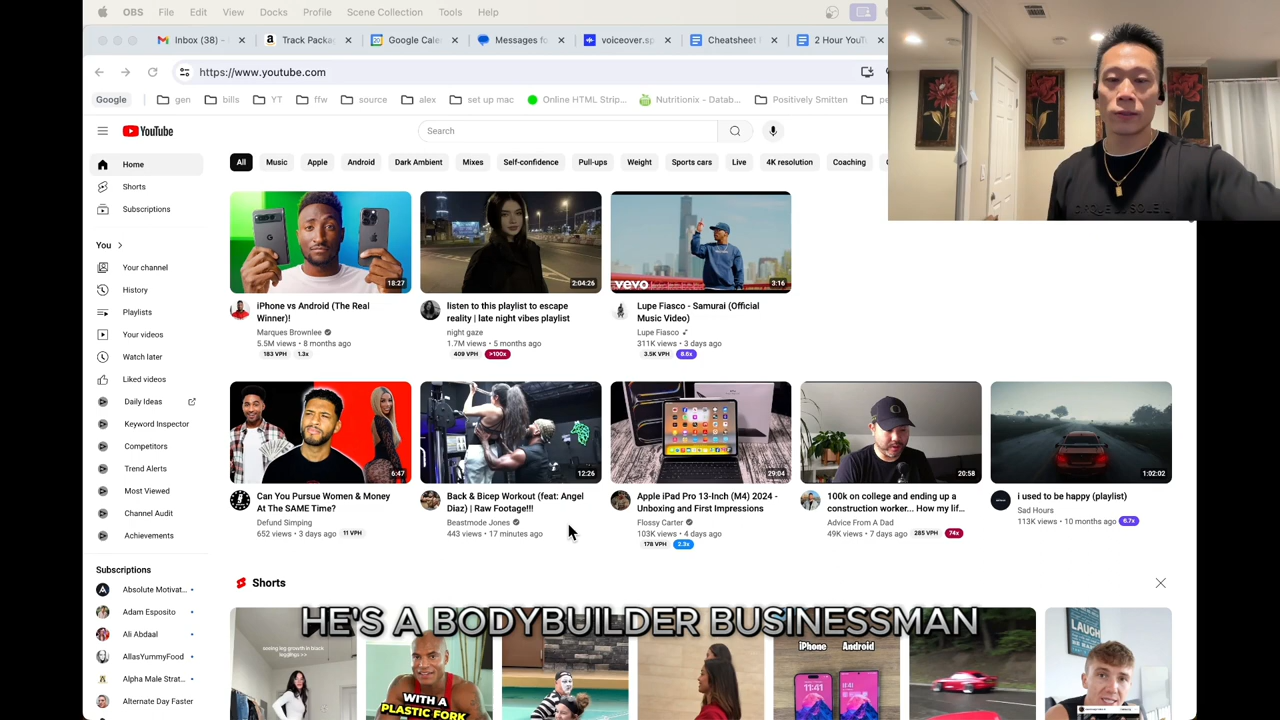 OBS File Edit View Docks Profile Scene Collection Tools Help
Inbox (38) -
Track Packa
Google Cale
Messages fo
voiceover.sp
Cheatsheet
2 Hour YouT
https://www.youtube.com
Google
gen
bills
YT
ffw
source
alex
set up mac
Online HTML Strip...
Nutritionix - Datab...
Positively Smitten
YouTube
Search
All
Music
Apple
Android
Dark Ambient
Mixes
Self-confidence
Pull-ups
Weight
Sports cars
Live
4K resolution
Coaching
Home
Shorts
Subscriptions
You
Your channel
History
Playlists
Your videos
Watch later
Liked videos
Daily Ideas
Keyword Inspector
Competitors
Trend Alerts
Most Viewed
Channel Audit
Achievements
Subscriptions
Absolute Motivat...
Adam Esposito
Ali Abdaal
AllasYummyFood
Alpha Male Strat...
Alternate Day Faster
18:27
iPhone vs Android (The Real
Winner)!
Marques Brownlee
5.5M views • 8 months ago
183 VPH 1.3x
2:04:26
listen to this playlist to escape
reality | late night vibes playlist
night gaze
1.7M views • 5 months ago
409 VPH >100x
vevo
3:16
Lupe Fiasco - Samurai (Official
Music Video)
Lupe Fiasco
311K views • 3 days ago
3.5K VPH 8.6x
6:47
Can You Pursue Women & Money
At The SAME Time?
Defund Simping
652 views • 3 days ago 11 VPH
12:26
Back & Bicep Workout (feat: Angel
Diaz) | Raw Footage!!!
Beastmode Jones
443 views • 17 minutes ago
29:04
Apple iPad Pro 13-Inch (M4) 2024 -
Unboxing and First Impressions
Flossy Carter
103K views • 4 days ago
178 VPH 2.3x
20:58
100k on college and ending up a
construction worker... How my lif...
Advice From A Dad
49K views • 7 days ago 285 VPH 74x
1:02:02
i used to be happy (playlist)
Sad Hours
113K views • 10 months ago 6.7x
Shorts
HE'S A BODYBUILDER BUSINESSMAN
seeing leg growth in back
leggings >>
WITH A
PLASTIC FORK
iPhone Android
11:41
LAUGH